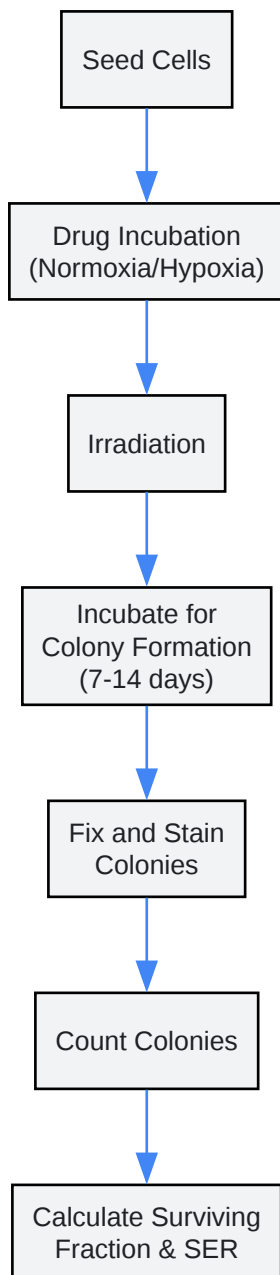 Seed Cells
Drug Incubation
(Normoxia/Hypoxia)
Irradiation
Incubate for
Colony Formation
(7-14 days)
Fix and Stain
Colonies
Count Colonies
Calculate Surviving
Fraction & SER